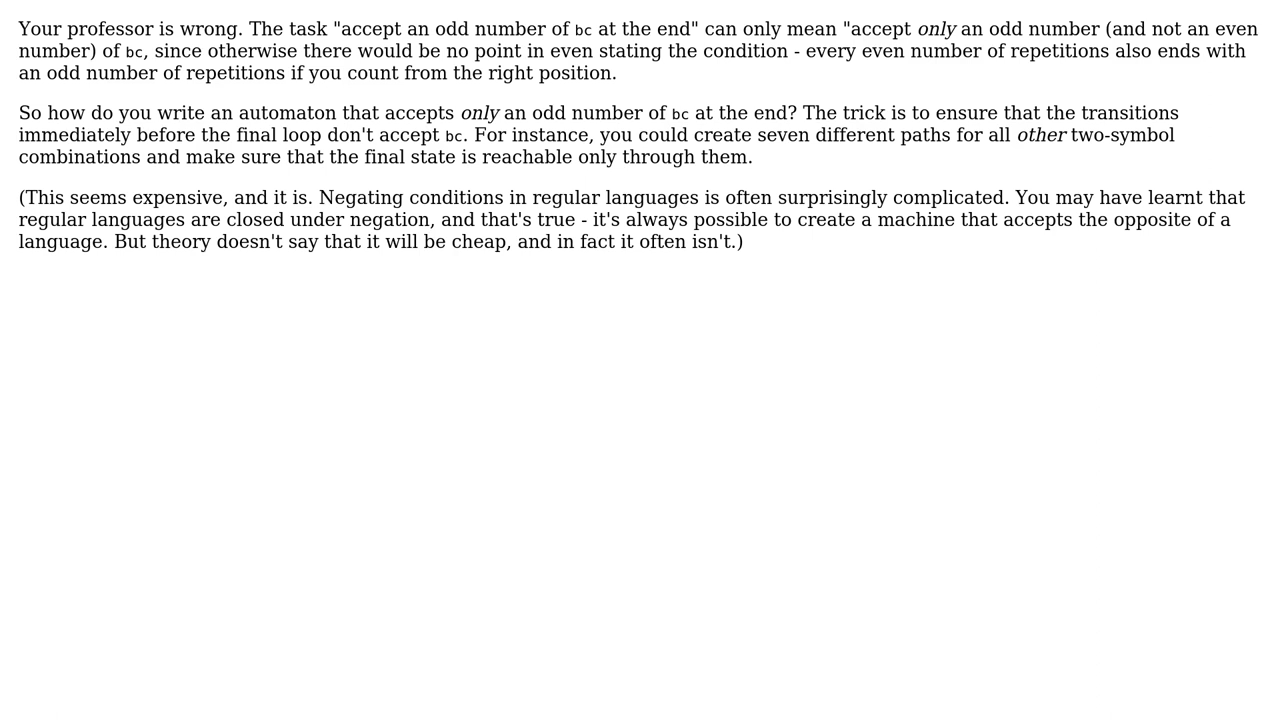 Your professor is wrong. The task "accept an odd number of bc at the end" can only mean "accept only an odd number (and not an even
number) of bc, since otherwise there would be no point in even stating the condition - every even number of repetitions also ends with
an odd number of repetitions if you count from the right position.
So how do you write an automaton that accepts only an odd number of bc at the end? The trick is to ensure that the transitions
immediately before the final loop don't accept bc. For instance, you could create seven different paths for all other two-symbol
combinations and make sure that the final state is reachable only through them.
(This seems expensive, and it is. Negating conditions in regular languages is often surprisingly complicated. You may have learnt that
regular languages are closed under negation, and that's true - it's always possible to create a machine that accepts the opposite of a
language. But theory doesn't say that it will be cheap, and in fact it often isn't.)